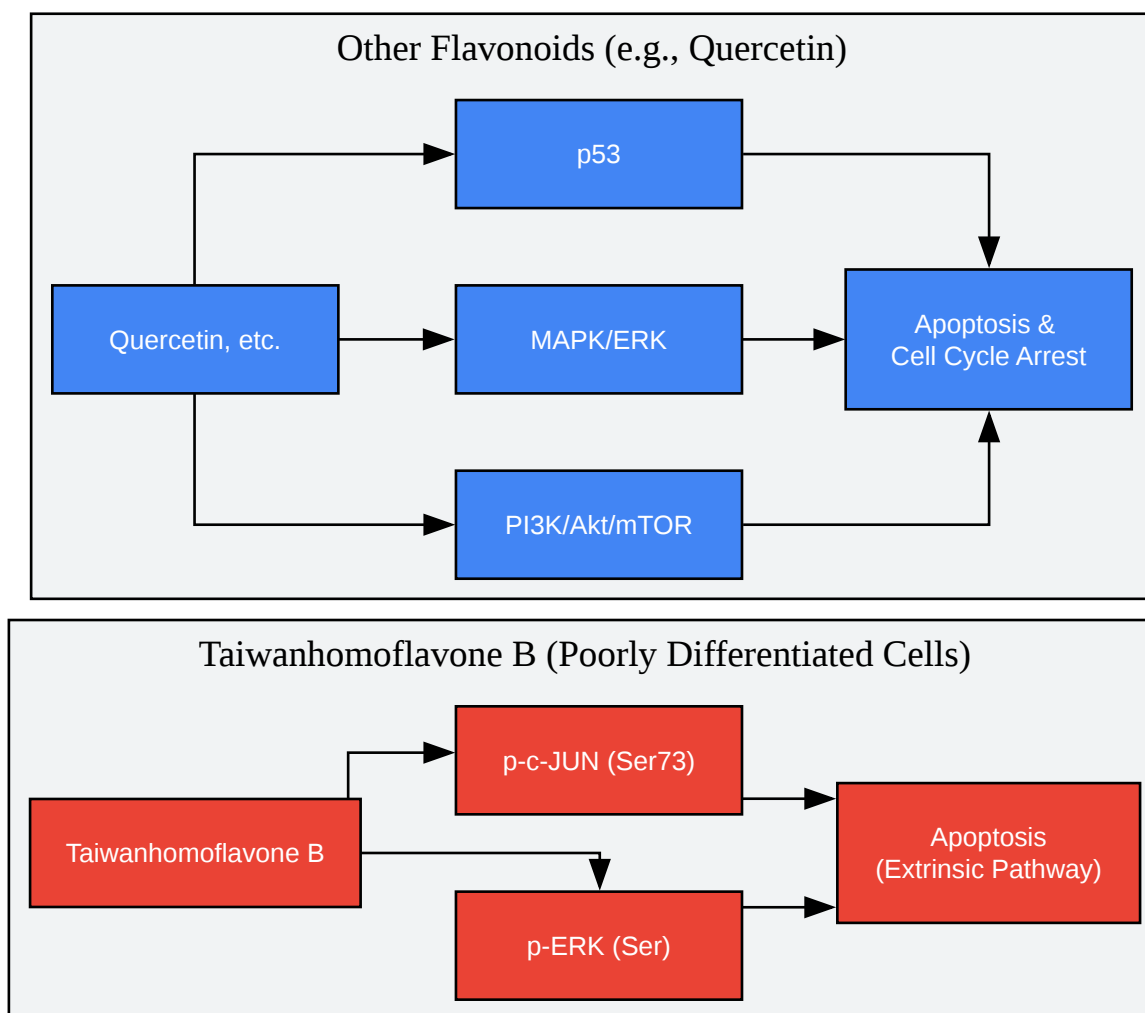 Other Flavonoids (e.g., Quercetin)
p53
Quercetin, etc.
MAPK/ERK
Apoptosis &
Cell Cycle Arrest
PI3K/Akt/mTOR
Taiwanhomoflavone B (Poorly Differentiated Cells)
p-c-JUN (Ser73)
Taiwanhomoflavone B
Apoptosis
(Extrinsic Pathway)
p-ERK (Ser)